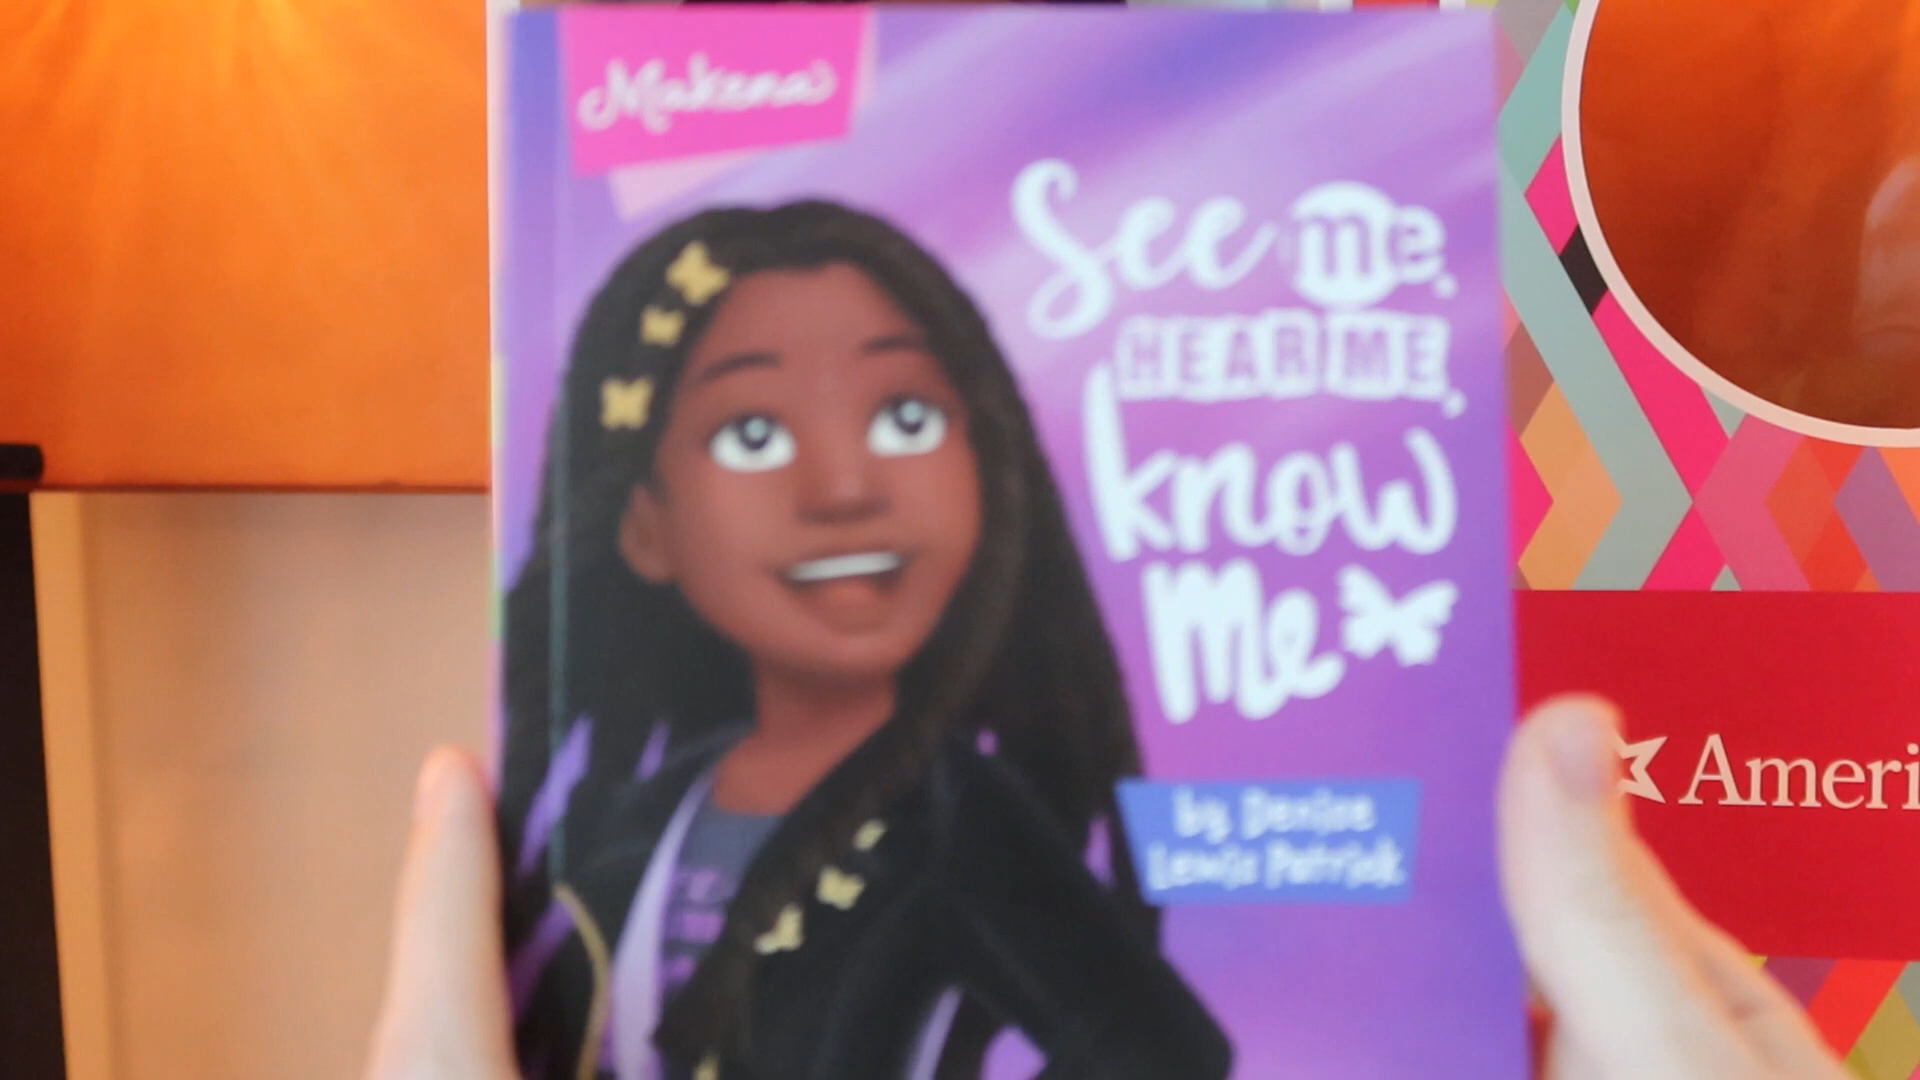 Makena
See me,
HEAR ME,
know
Me
by Denise
Lewis Patrick
Ameri